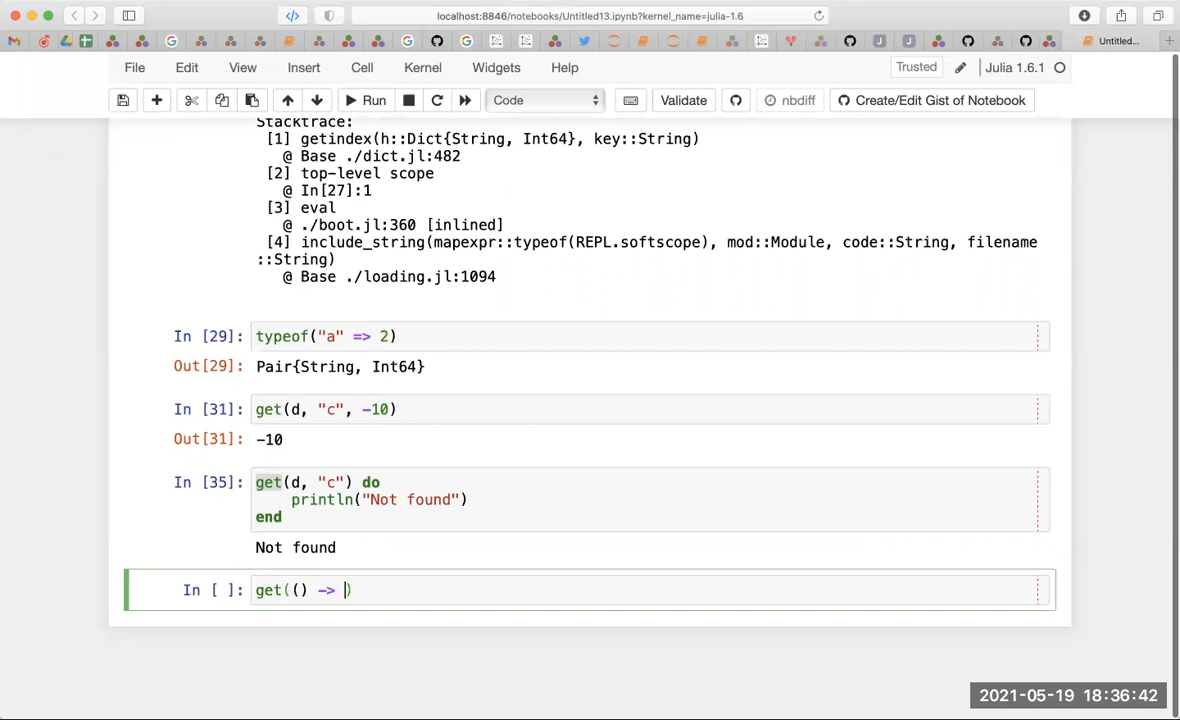 localhost:8846/notebooks/Untitled13.ipynb?kernel_name=julia-1.6
Untitled...
File Edit View Insert Cell Kernel Widgets Help Trusted Julia 1.6.1
Run Code Validate nbdiff Create/Edit Gist of Notebook
Stacktrace:
[1] getindex(h::Dict{String, Int64}, key::String)
@ Base ./dict.jl:482
[2] top-level scope
@ In[27]:1
[3] eval
@ ./boot.jl:360 [inlined]
[4] include_string(mapexpr::typeof(REPL.softscope), mod::Module, code::String, filename
::String)
@ Base ./loading.jl:1094
In [29]: typeof("a" => 2)
Out[29]: Pair{String, Int64}
In [31]: get(d, "c", -10)
Out[31]: -10
In [35]: get(d, "c") do
println("Not found")
end
Not found
In [ ]: get(() -> )
2021-05-19 18:36:42